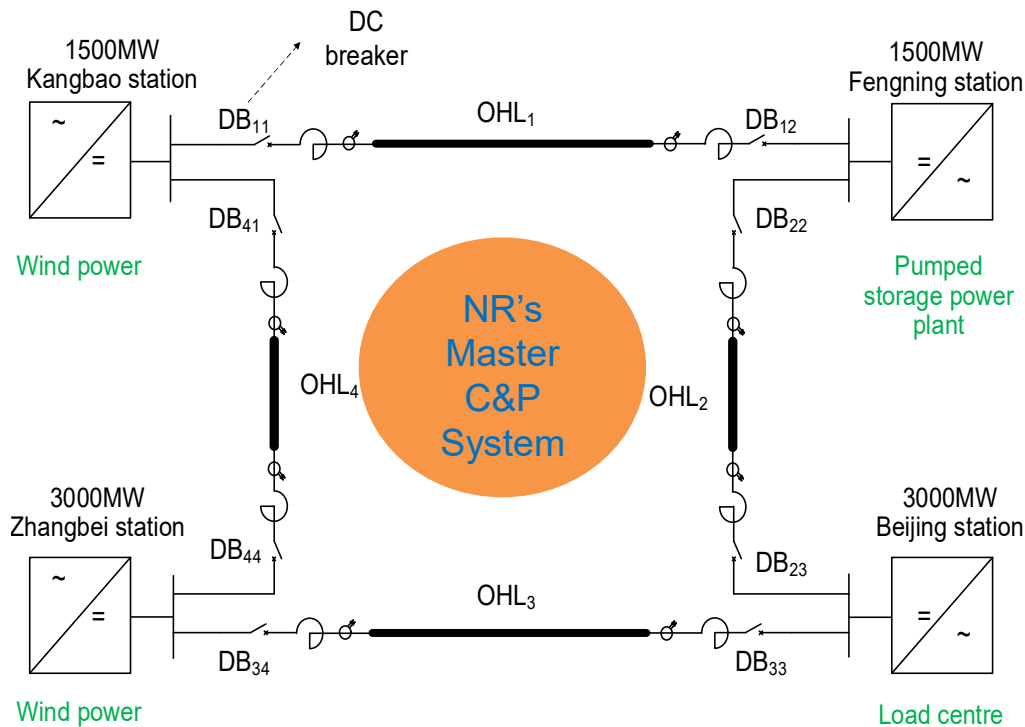 DC
breaker
1500MW
Kangbao station
1500MW
Fengning station
~
=
DB₁₁
OHL₁
DB₁₂
=
~
DB₄₁
DB₂₂
Wind power
Pumped
storage power
plant
NR's
Master
C&P
System
OHL₄
OHL₂
3000MW
Zhangbei station
3000MW
Beijing station
~
=
DB₄₄
DB₂₃
=
~
OHL₃
DB₃₄
DB₃₃
Wind power
Load centre